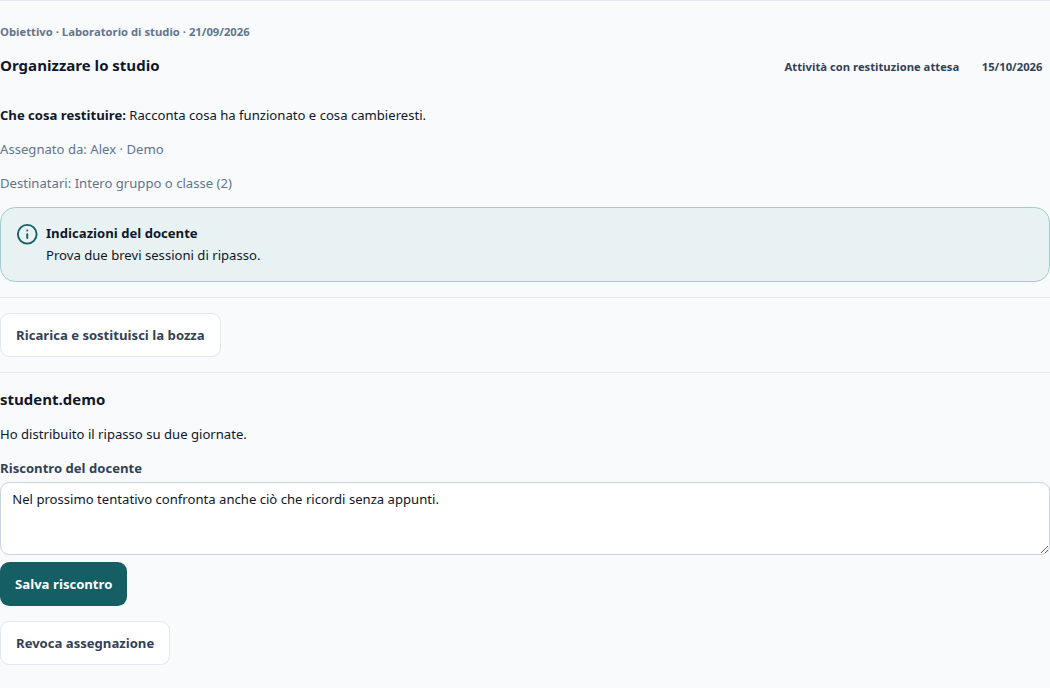 Obiettivo · Laboratorio di studio · 21/09/2026
Organizzare lo studio
Attività con restituzione attesa 15/10/2026
Che cosa restituire: Racconta cosa ha funzionato e cosa cambieresti.
Assegnato da: Alex · Demo
Destinatari: Intero gruppo o classe (2)
Indicazioni del docente
Prova due brevi sessioni di ripasso.
Ricarica e sostituisci la bozza
student.demo
Ho distribuito il ripasso su due giornate.
Riscontro del docente
Nel prossimo tentativo confronta anche ciò che ricordi senza appunti.
Salva riscontro
Revoca assegnazione